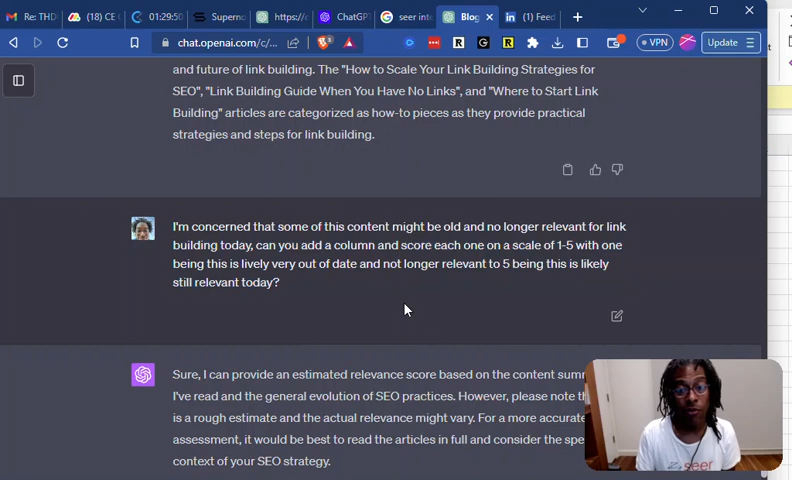 Re: THD
(18) CE
01:29:50
Superno
https://c
ChatGPT
seer inte
Blog
(1) Feed
chat.openai.com/c/...
VPN
Update
and future of link building. The "How to Scale Your Link Building Strategies for
SEO", "Link Building Guide When You Have No Links", and "Where to Start Link
Building" articles are categorized as how-to pieces as they provide practical
strategies and steps for link building.
I'm concerned that some of this content might be old and no longer relevant for link
building today, can you add a column and score each one on a scale of 1-5 with one
being this is lively very out of date and not longer relevant to 5 being this is likely
still relevant today?
Sure, I can provide an estimated relevance score based on the content summ
I've read and the general evolution of SEO practices. However, please note th
is a rough estimate and the actual relevance might vary. For a more accurate
assessment, it would be best to read the articles in full and consider the spe
context of your SEO strategy.
seer